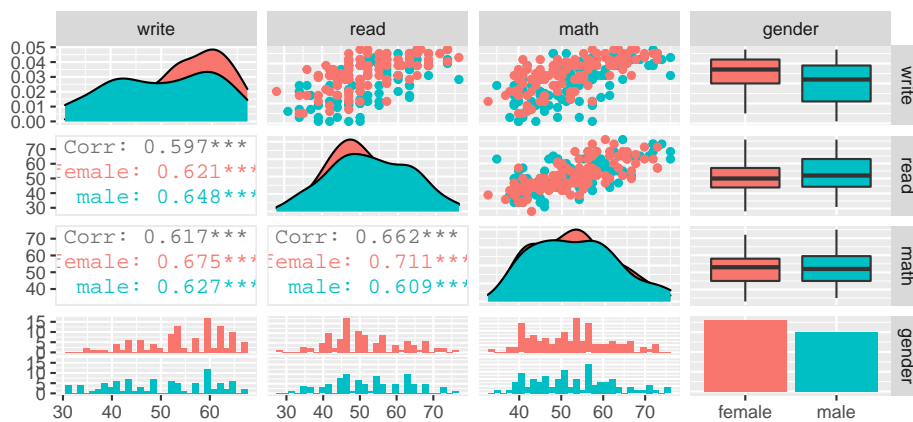 write read math gender
0.05
0.04
0.03
0.02
0.01
0.00
write
70
60
50
40
30
Corr: 0.597***
female: 0.621***
male: 0.648***
read
70
60
50
40
Corr: 0.617***
female: 0.675***
male: 0.627***
Corr: 0.662***
female: 0.711***
male: 0.609***
math
15
10
5
0
15
10
5
0
gender
30 40 50 60 30 40 50 60 70 40 50 60 70 female male